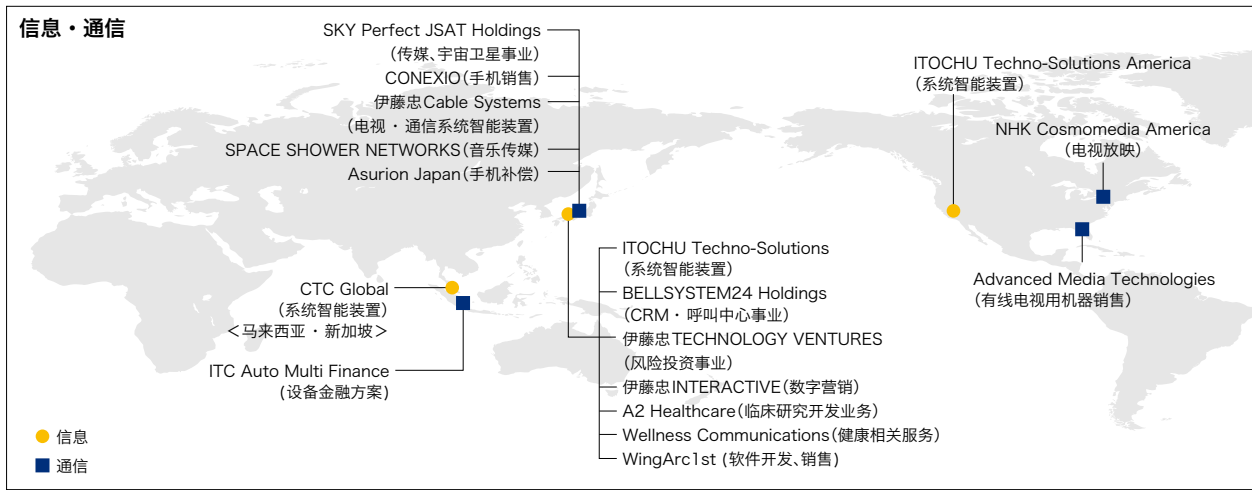 信息・通信
SKY Perfect JSAT Holdings
（传媒、宇宙卫星事业）
CONEXIO（手机销售）
伊藤忠Cable Systems
（电视・通信系统智能装置）
SPACE SHOWER NETWORKS（音乐传媒）
Asurion Japan（手机补偿）
ITOCHU Techno-Solutions America
（系统智能装置）
NHK Cosmomedia America
（电视放映）
Advanced Media Technologies
（有线电视用机器销售）
CTC Global
（系统智能装置）
＜马来西亚・新加坡＞
ITC Auto Multi Finance
(设备金融方案)
ITOCHU Techno-Solutions
（系统智能装置）
BELLSYSTEM24 Holdings
（CRM・呼叫中心事业）
伊藤忠TECHNOLOGY VENTURES
（风险投资事业）
伊藤忠INTERACTIVE（数字营销）
A2 Healthcare（临床研究开发业务）
Wellness Communications（健康相关服务）
WingArc1st (软件开发、销售)
信息
通信